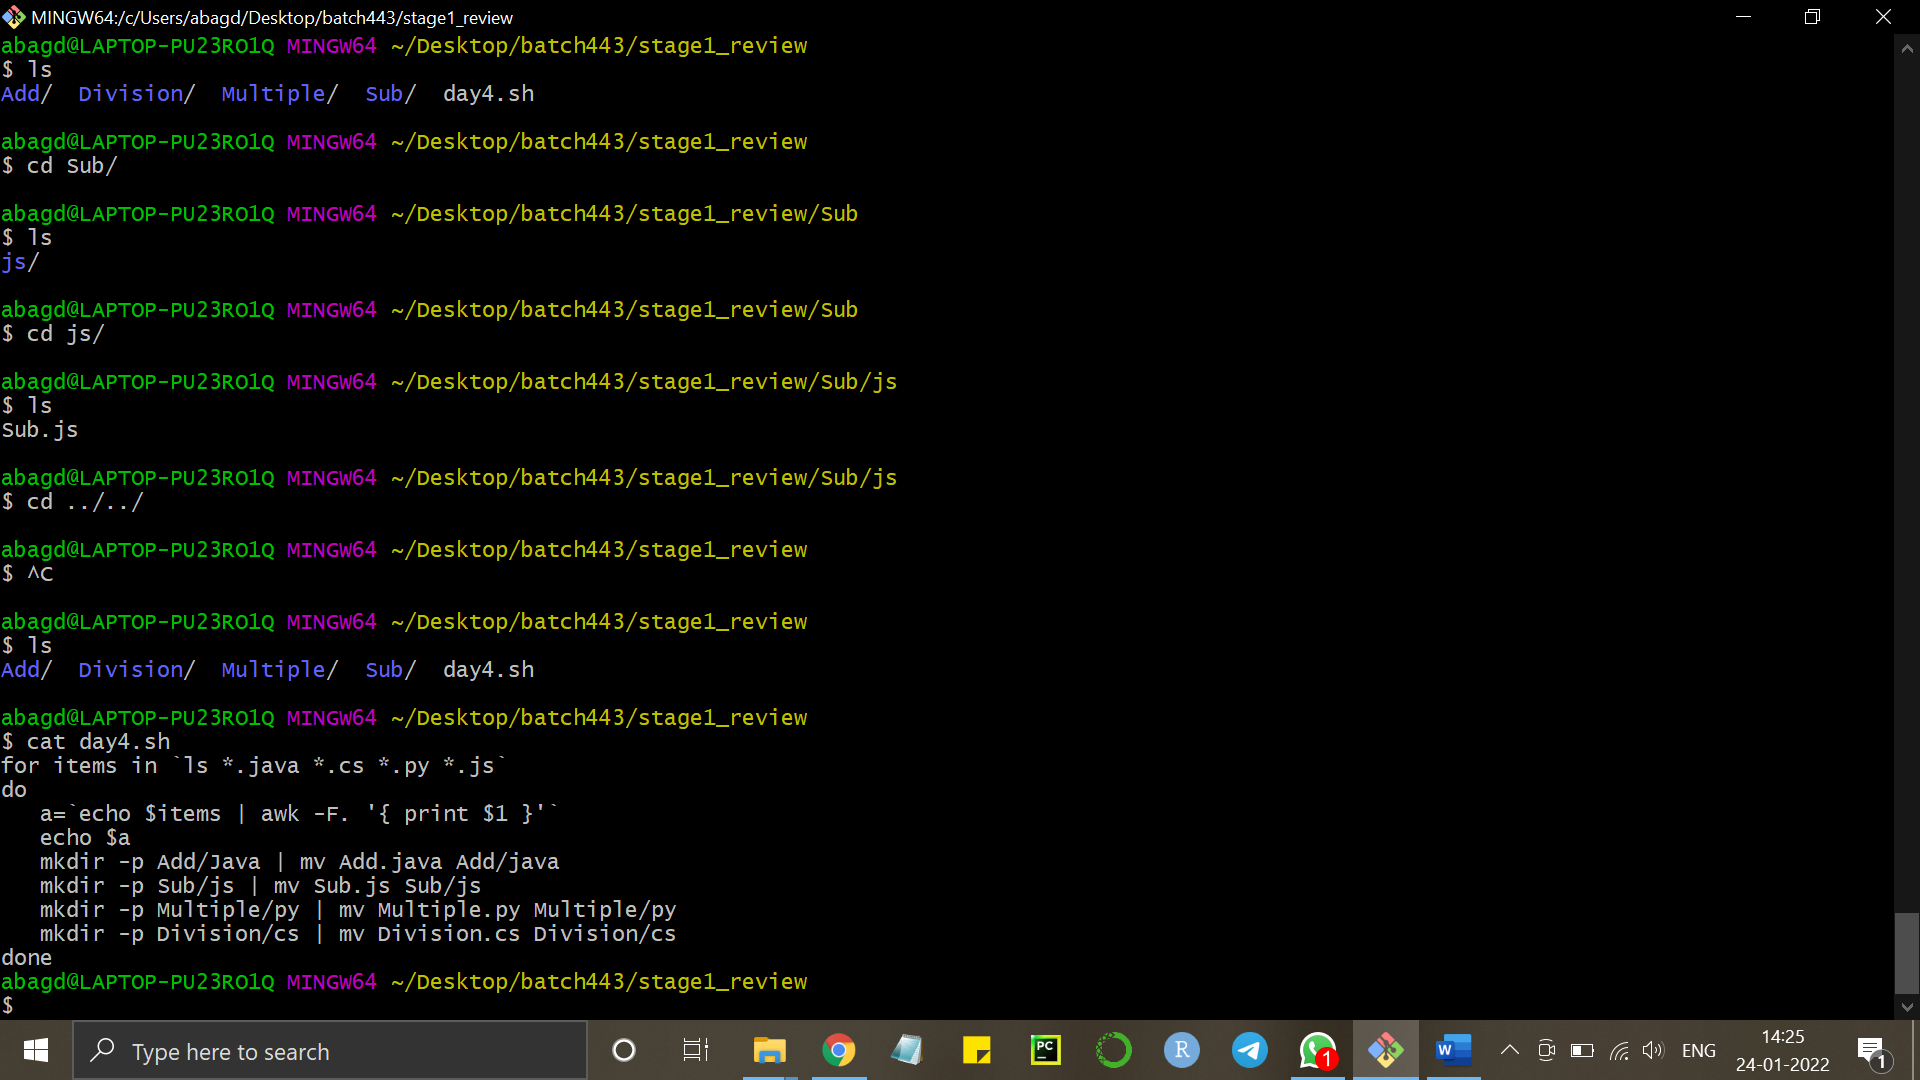 MINGW64:/c/Users/abagd/Desktop/batch443/stage1_review
abagd@LAPTOP-PU23RO1Q MINGW64 ~/Desktop/batch443/stage1_review
$ ls
Add/  Division/  Multiple/  Sub/  day4.sh

abagd@LAPTOP-PU23RO1Q MINGW64 ~/Desktop/batch443/stage1_review
$ cd Sub/

abagd@LAPTOP-PU23RO1Q MINGW64 ~/Desktop/batch443/stage1_review/Sub
$ ls
js/

abagd@LAPTOP-PU23RO1Q MINGW64 ~/Desktop/batch443/stage1_review/Sub
$ cd js/

abagd@LAPTOP-PU23RO1Q MINGW64 ~/Desktop/batch443/stage1_review/Sub/js
$ ls
Sub.js

abagd@LAPTOP-PU23RO1Q MINGW64 ~/Desktop/batch443/stage1_review/Sub/js
$ cd ../../

abagd@LAPTOP-PU23RO1Q MINGW64 ~/Desktop/batch443/stage1_review
$ ^C

abagd@LAPTOP-PU23RO1Q MINGW64 ~/Desktop/batch443/stage1_review
$ ls
Add/  Division/  Multiple/  Sub/  day4.sh

abagd@LAPTOP-PU23RO1Q MINGW64 ~/Desktop/batch443/stage1_review
$ cat day4.sh
for items in `ls *.java *.cs *.py *.js`
do
   a=`echo $items | awk -F. '{ print $1 }'`
   echo $a
   mkdir -p Add/Java | mv Add.java Add/java
   mkdir -p Sub/js | mv Sub.js Sub/js
   mkdir -p Multiple/py | mv Multiple.py Multiple/py
   mkdir -p Division/cs | mv Division.cs Division/cs
done
abagd@LAPTOP-PU23RO1Q MINGW64 ~/Desktop/batch443/stage1_review
$
Type here to search
PC
R
1
W
ENG
14:25
24-01-2022
1